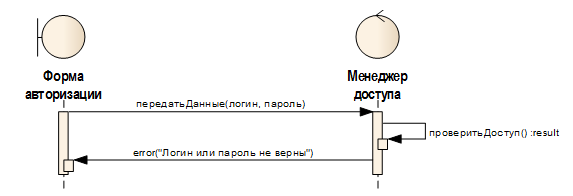 Форма
авторизации
Менеджер
доступа
передатьДанные(логин, пароль)
проверитьДоступ() :result
error("Логин или пароль не верны")